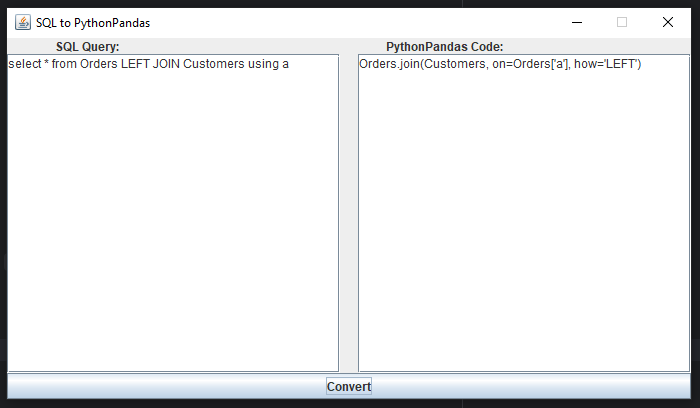 SQL to PythonPandas
SQL Query:
PythonPandas Code:
select * from Orders LEFT JOIN Customers using a
Orders.join(Customers, on=Orders['a'], how='LEFT')
Convert